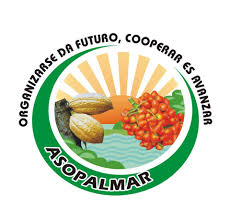 ORGANIZARSE DA FUTURO, COOPERAR ES AVANZAR
ASOPALMAR